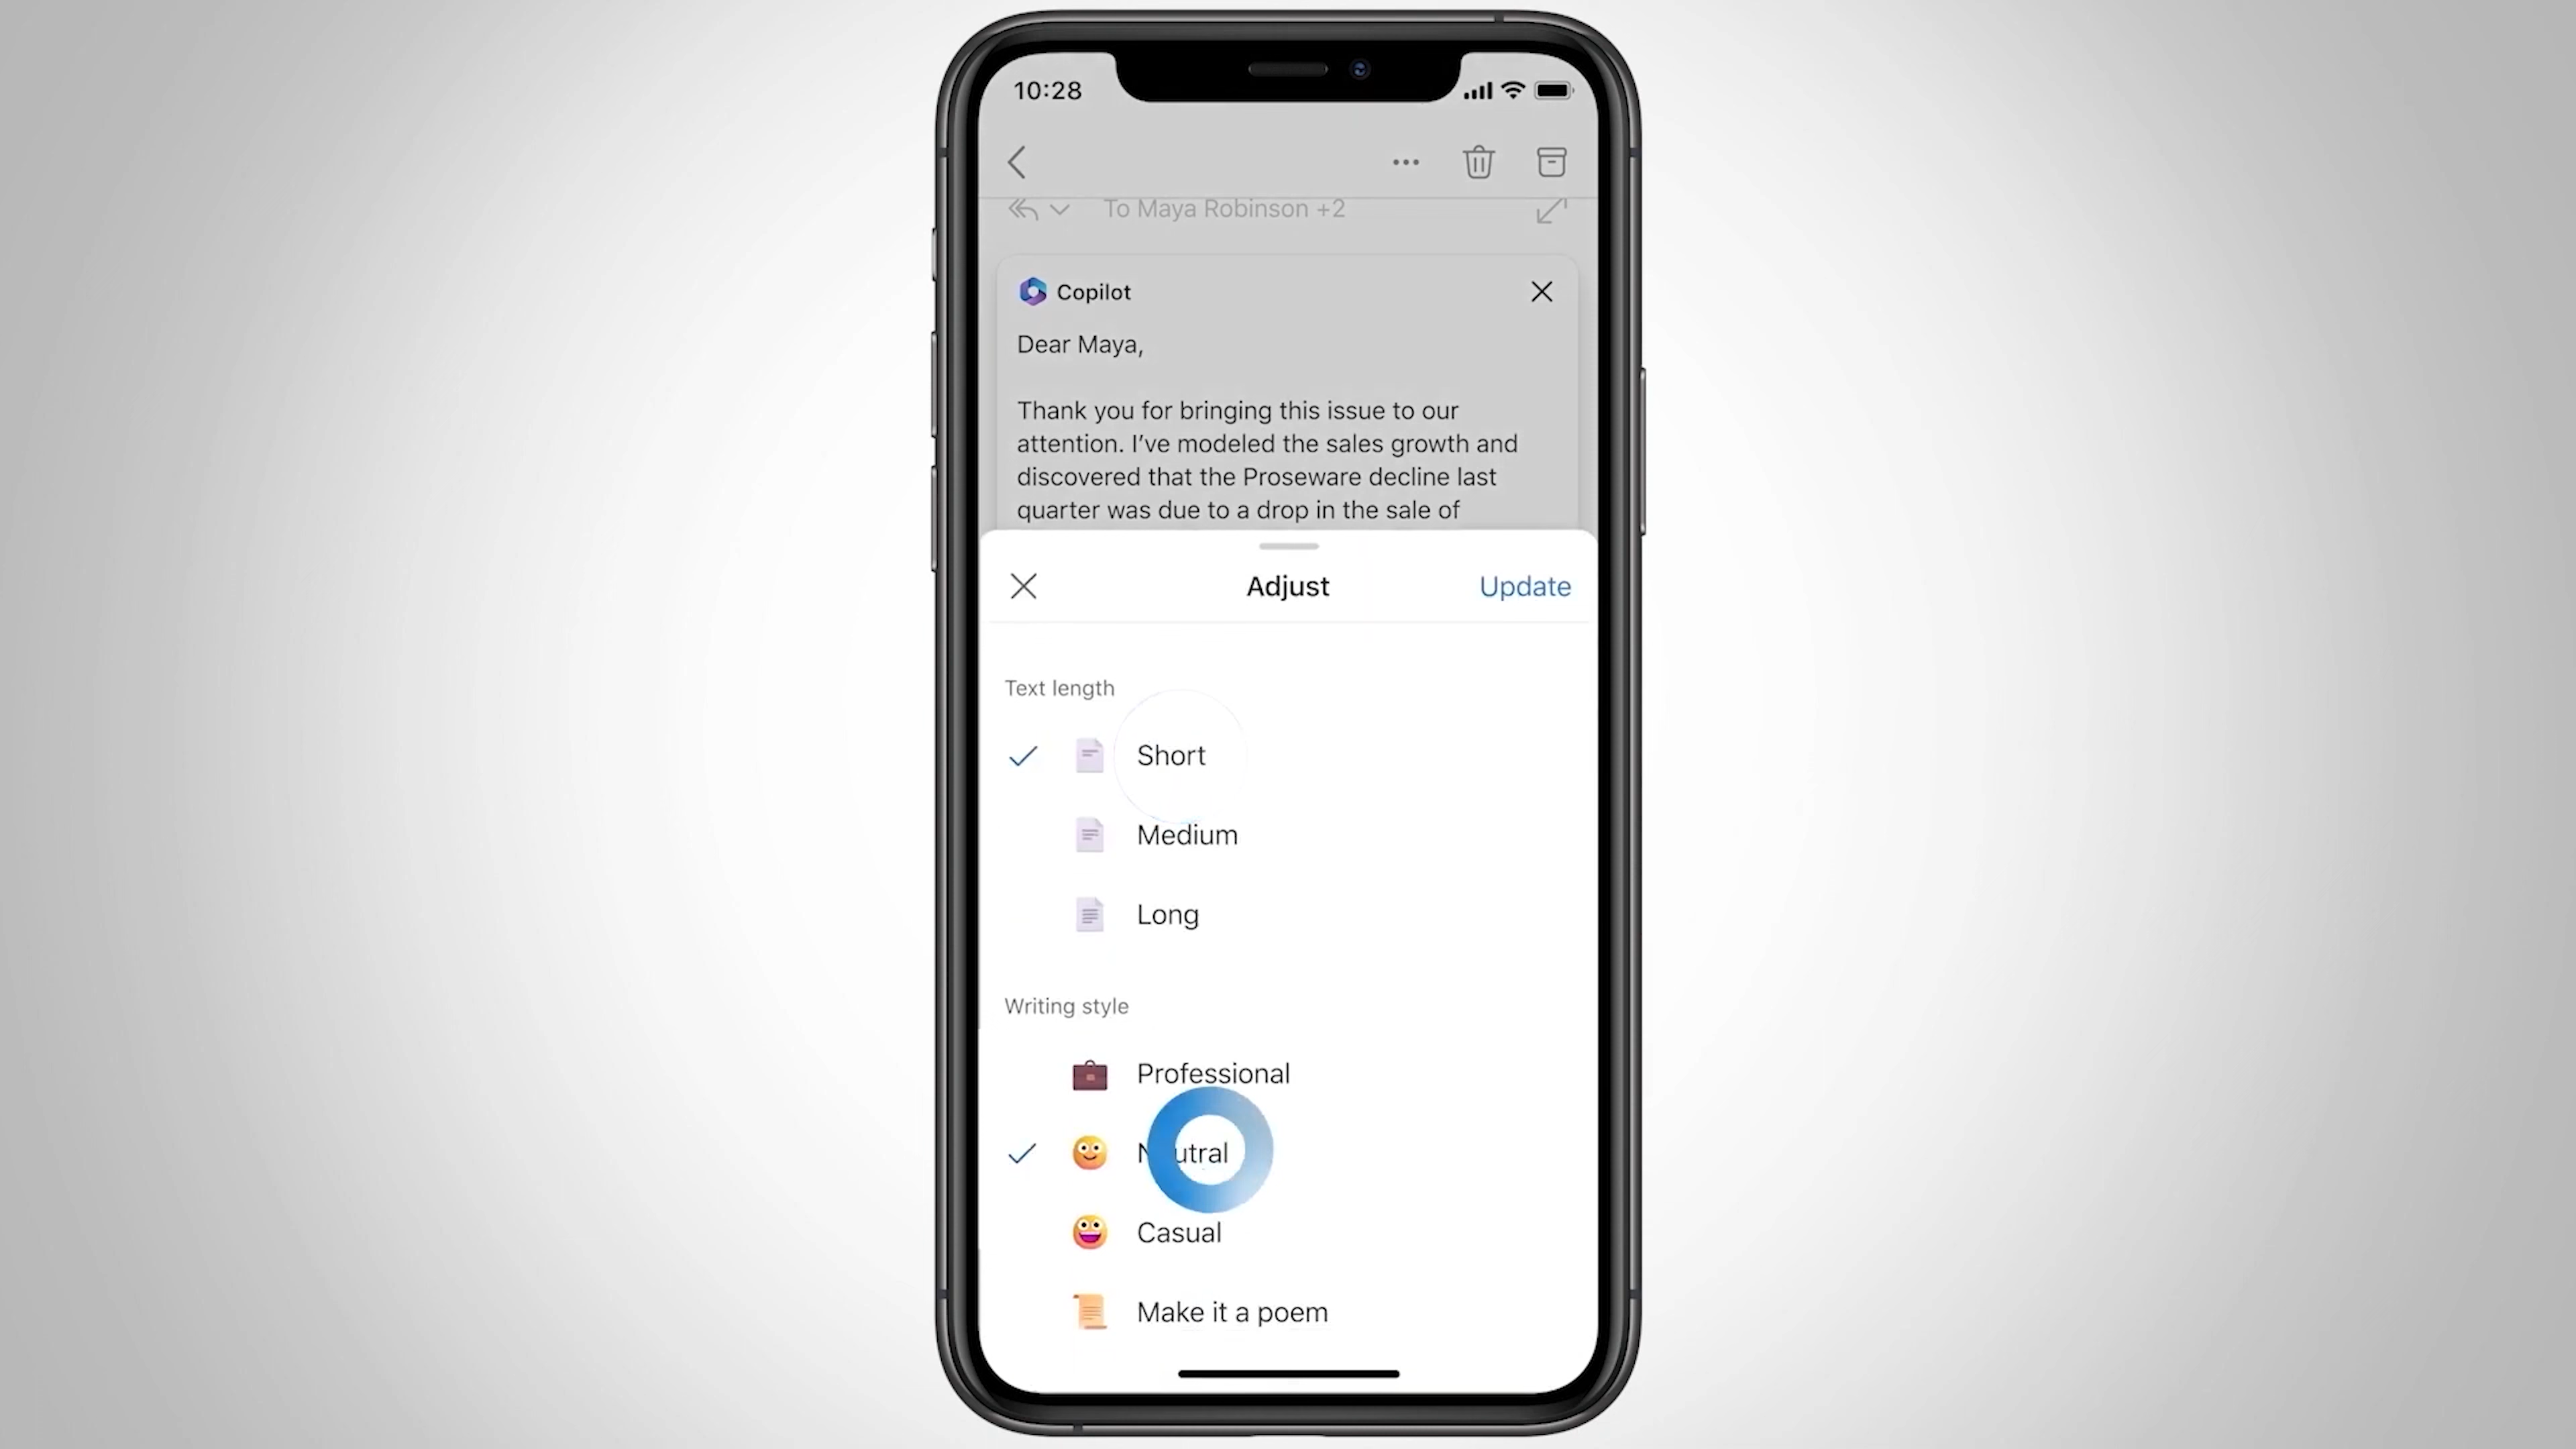 10:28
To Maya Robinson +2
Copilot
Dear Maya,
Thank you for bringing this issue to our
attention. I've modeled the sales growth and
discovered that the Proseware decline last
quarter was due to a drop in the sale of
Adjust
Update
Text length
Short
Medium
Long
Writing style
Professional
Neutral
Casual
Make it a poem